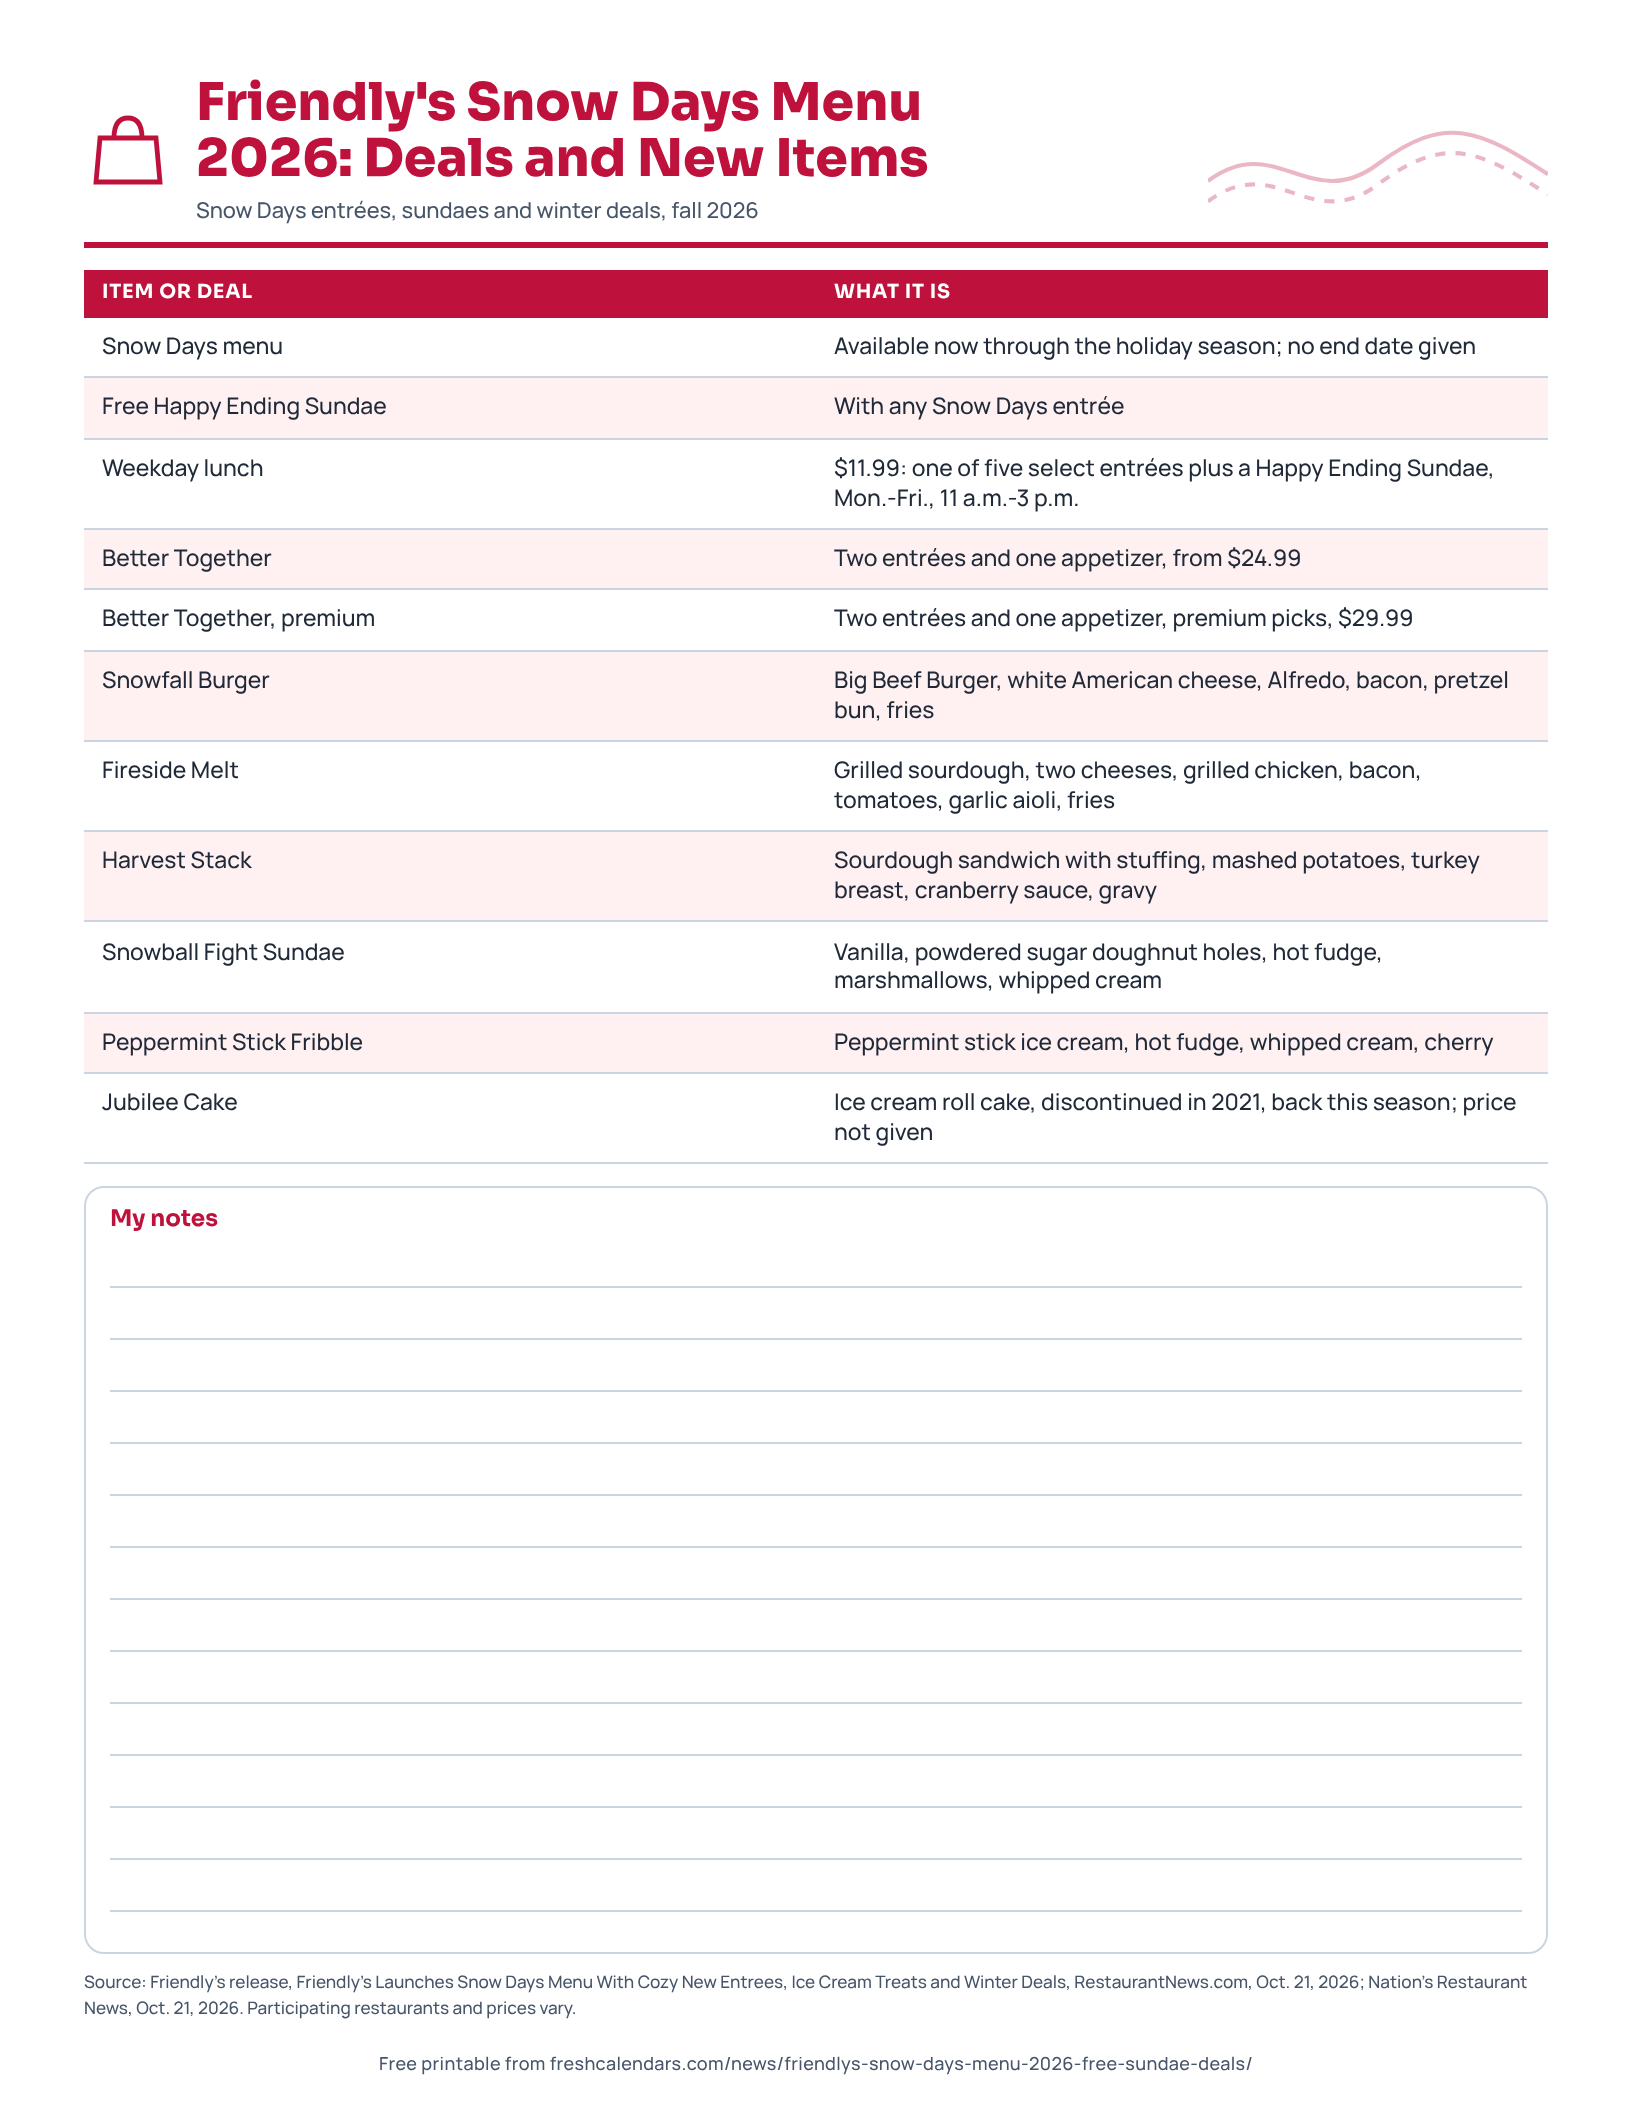 Friendly's Snow Days Menu
2026: Deals and New Items
Snow Days entrées, sundaes and winter deals, fall 2026
ITEM OR DEAL WHAT IT IS
Snow Days menu Available now through the holiday season; no end date given
Free Happy Ending Sundae With any Snow Days entrée
Weekday lunch $11.99: one of five select entrées plus a Happy Ending Sundae,
Mon.-Fri., 11 a.m.-3 p.m.
Better Together Two entrées and one appetizer, from $24.99
Better Together, premium Two entrées and one appetizer, premium picks, $29.99
Snowfall Burger Big Beef Burger, white American cheese, Alfredo, bacon, pretzel
bun, fries
Fireside Melt Grilled sourdough, two cheeses, grilled chicken, bacon,
tomatoes, garlic aioli, fries
Harvest Stack Sourdough sandwich with stuffing, mashed potatoes, turkey
breast, cranberry sauce, gravy
Snowball Fight Sundae Vanilla, powdered sugar doughnut holes, hot fudge,
marshmallows, whipped cream
Peppermint Stick Fribble Peppermint stick ice cream, hot fudge, whipped cream, cherry
Jubilee Cake Ice cream roll cake, discontinued in 2021, back this season; price
not given
My notes
Source: Friendly's release, Friendly's Launches Snow Days Menu With Cozy New Entrees, Ice Cream Treats and Winter Deals, RestaurantNews.com, Oct. 21, 2026; Nation's Restaurant
News, Oct. 21, 2026. Participating restaurants and prices vary.
Free printable from freshcalendars.com/news/friendlys-snow-days-menu-2026-free-sundae-deals/